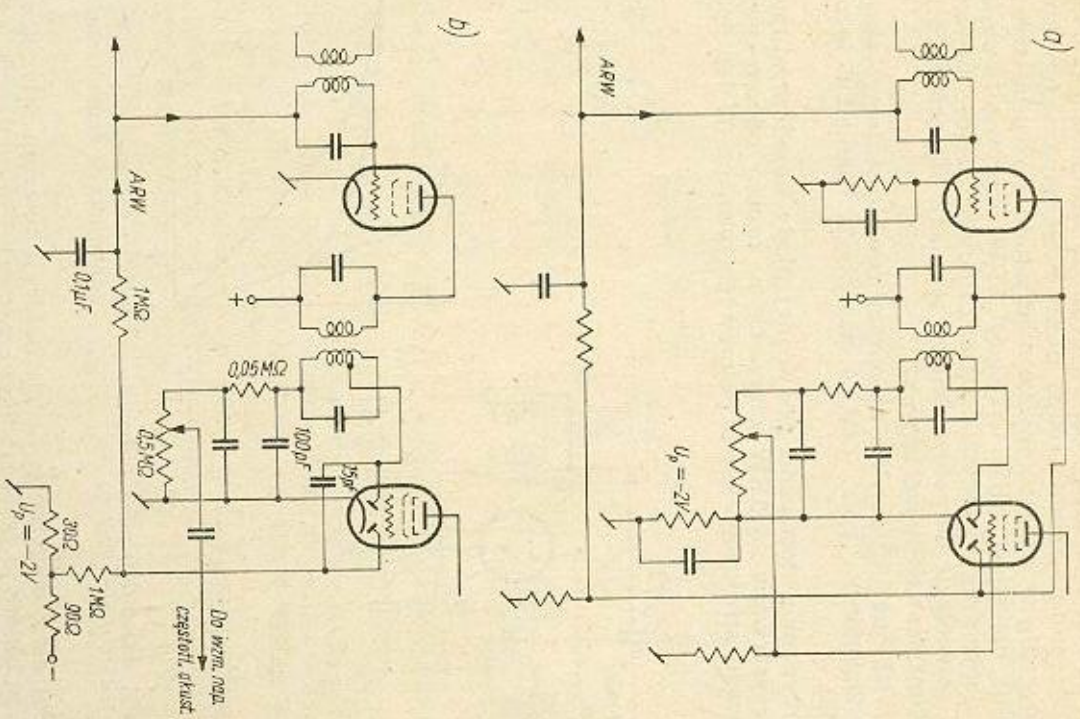 a)
ARW
+
Uₚ = -2V
b)
ARW
0,1μF
1MΩ
+
0,05MΩ
100pF
15pF
0,5MΩ
1MΩ
30Ω
90Ω
Uₚ = -2V
-
Do wzm. nap.
częstotl. akust.